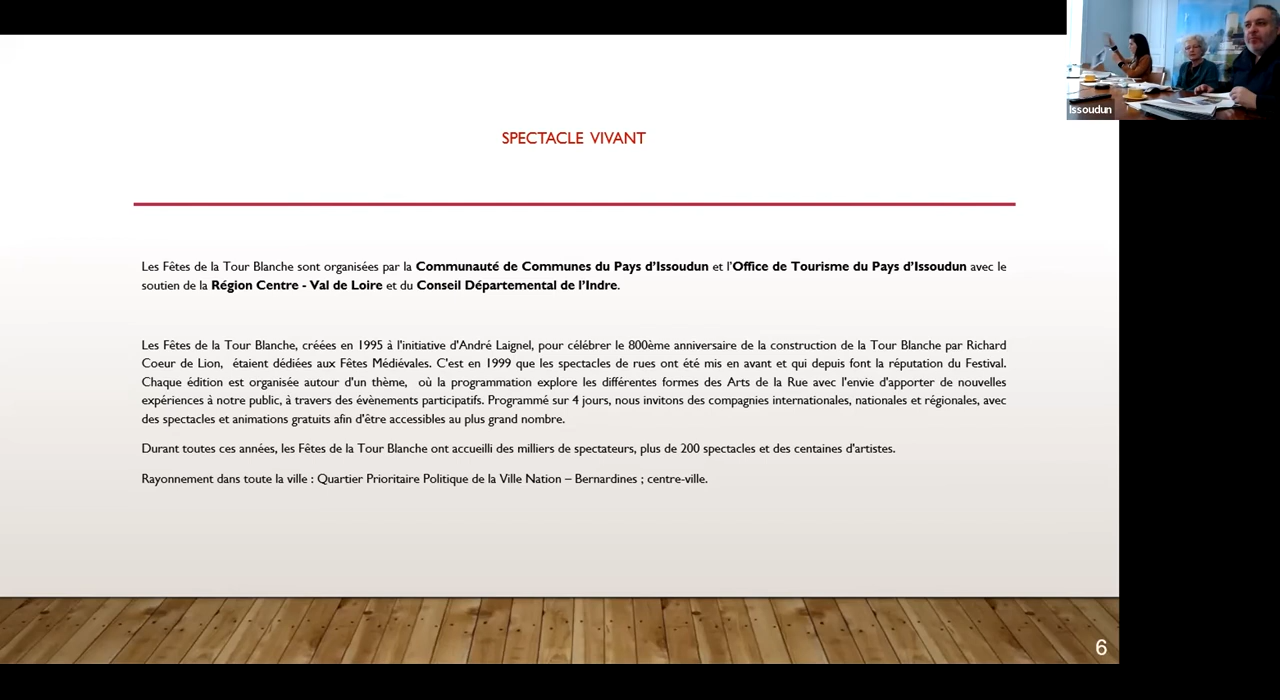 Issoudun
SPECTACLE VIVANT
Les Fêtes de la Tour Blanche sont organisées par la Communauté de Communes du Pays d’Issoudun et l’Office de Tourisme du Pays d’Issoudun avec le
soutien de la Région Centre - Val de Loire et du Conseil Départemental de l’Indre.
Les Fêtes de la Tour Blanche, créées en 1995 à l'initiative d'André Laignel, pour célébrer le 800ème anniversaire de la construction de la Tour Blanche par Richard
Coeur de Lion, étaient dédiées aux Fêtes Médiévales. C'est en 1999 que les spectacles de rues ont été mis en avant et qui depuis font la réputation du Festival.
Chaque édition est organisée autour d'un thème, où la programmation explore les différentes formes des Arts de la Rue avec l'envie d'apporter de nouvelles
expériences à notre public, à travers des évènements participatifs. Programmé sur 4 jours, nous invitons des compagnies internationales, nationales et régionales, avec
des spectacles et animations gratuits afin d'être accessibles au plus grand nombre.
Durant toutes ces années, les Fêtes de la Tour Blanche ont accueilli des milliers de spectateurs, plus de 200 spectacles et des centaines d'artistes.
Rayonnement dans toute la ville : Quartier Prioritaire Politique de la Ville Nation – Bernardines ; centre-ville.
6